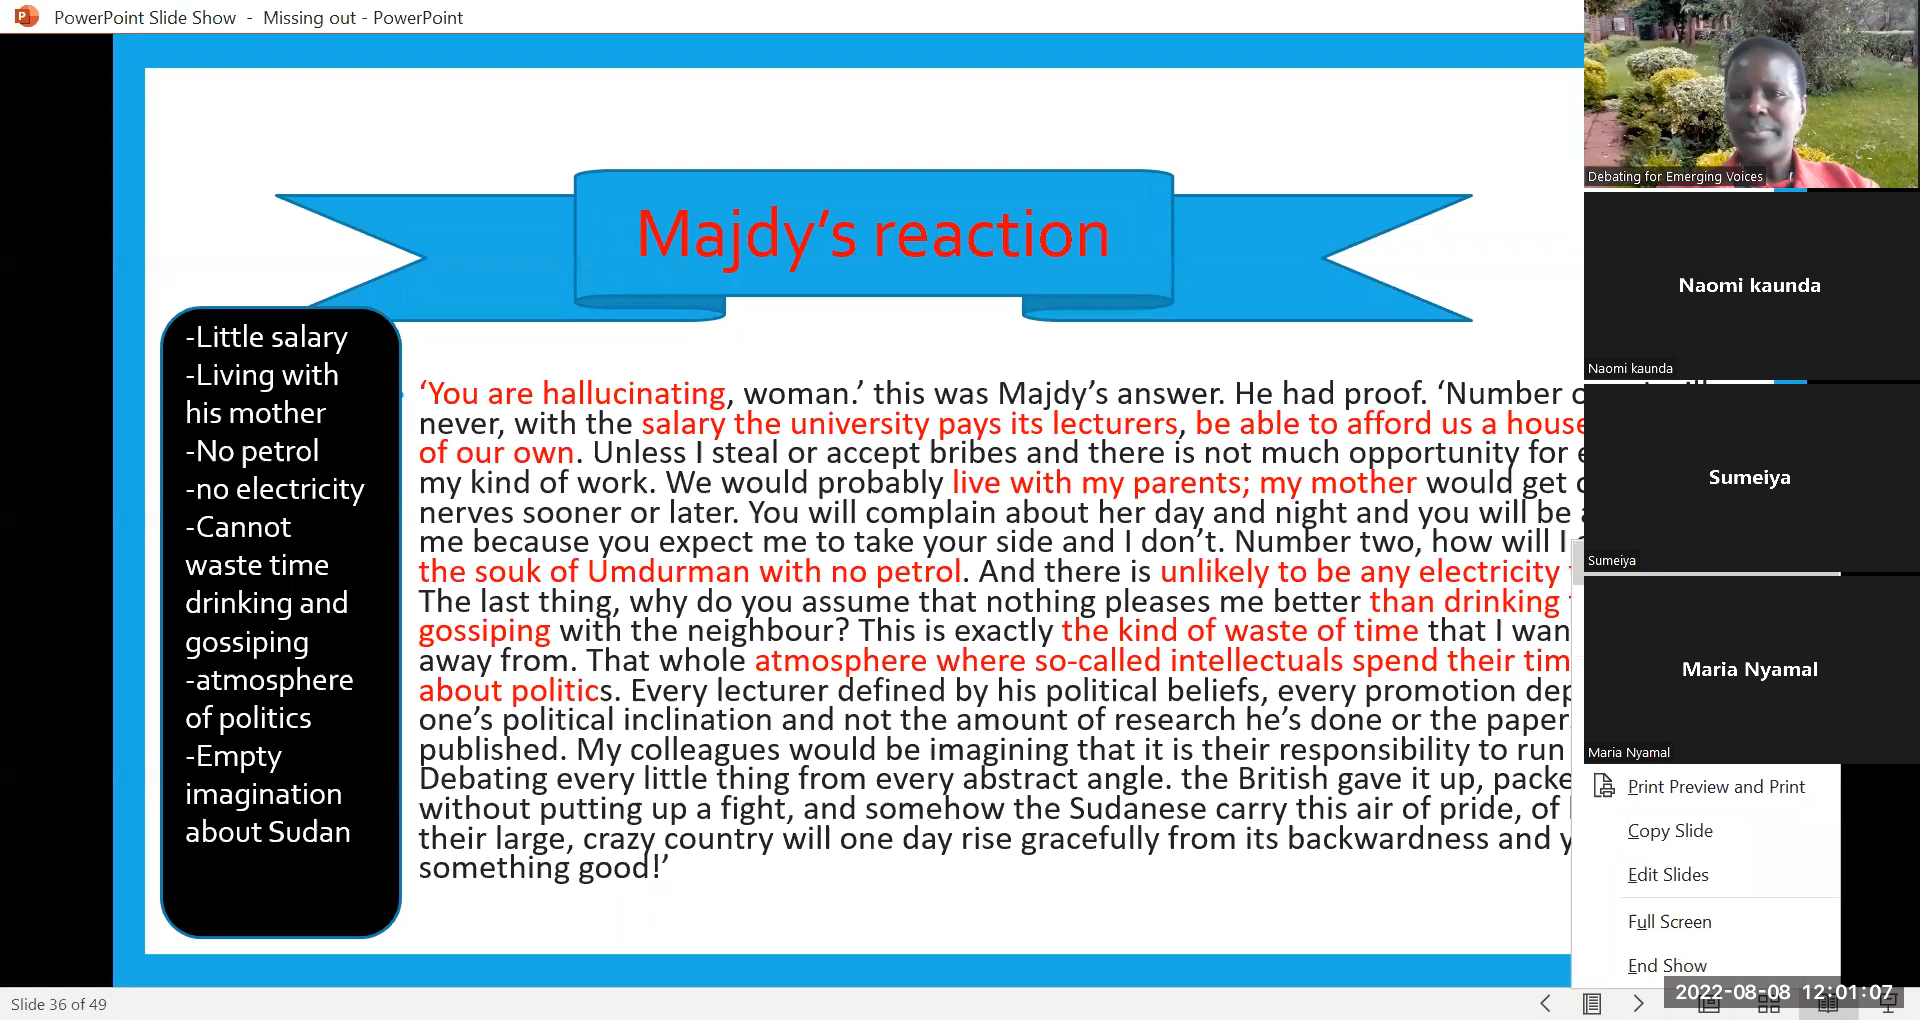 PowerPoint Slide Show - Missing out - PowerPoint
Majdy’s reaction
-Little salary
-Living with
his mother
-No petrol
-no electricity
-Cannot
waste time
drinking and
gossiping
-atmosphere
of politics
-Empty
imagination
about Sudan
‘You are hallucinating, woman.’ this was Majdy’s answer. He had proof. ‘Number
never, with the salary the university pays its lecturers, be able to afford us a house
of our own. Unless I steal or accept bribes and there is not much opportunity for
my kind of work. We would probably live with my parents; my mother would get
nerves sooner or later. You will complain about her day and night and you will be
me because you expect me to take your side and I don’t. Number two, how will I
the souk of Umdurman with no petrol. And there is unlikely to be any electricity
The last thing, why do you assume that nothing pleases me better than drinking
gossiping with the neighbour? This is exactly the kind of waste of time that I
away from. That whole atmosphere where so-called intellectuals spend their
about politics. Every lecturer defined by his political beliefs, every promotion
one’s political inclination and not the amount of research he’s done or the
published. My colleagues would be imagining that it is their responsibility to run
Debating every little thing from every abstract angle. the British gave it up,
without putting up a fight, and somehow the Sudanese carry this air of pride, of
their large, crazy country will one day rise gracefully from its backwardness and
something good!’
Debating for Emerging Voices
Naomi kaunda
Naomi kaunda
Sumeiya
Sumeiya
Maria Nyamal
Maria Nyamal
Print Preview and Print
Copy Slide
Edit Slides
Full Screen
End Show
Slide 36 of 49
2022-08-08 12:01:07